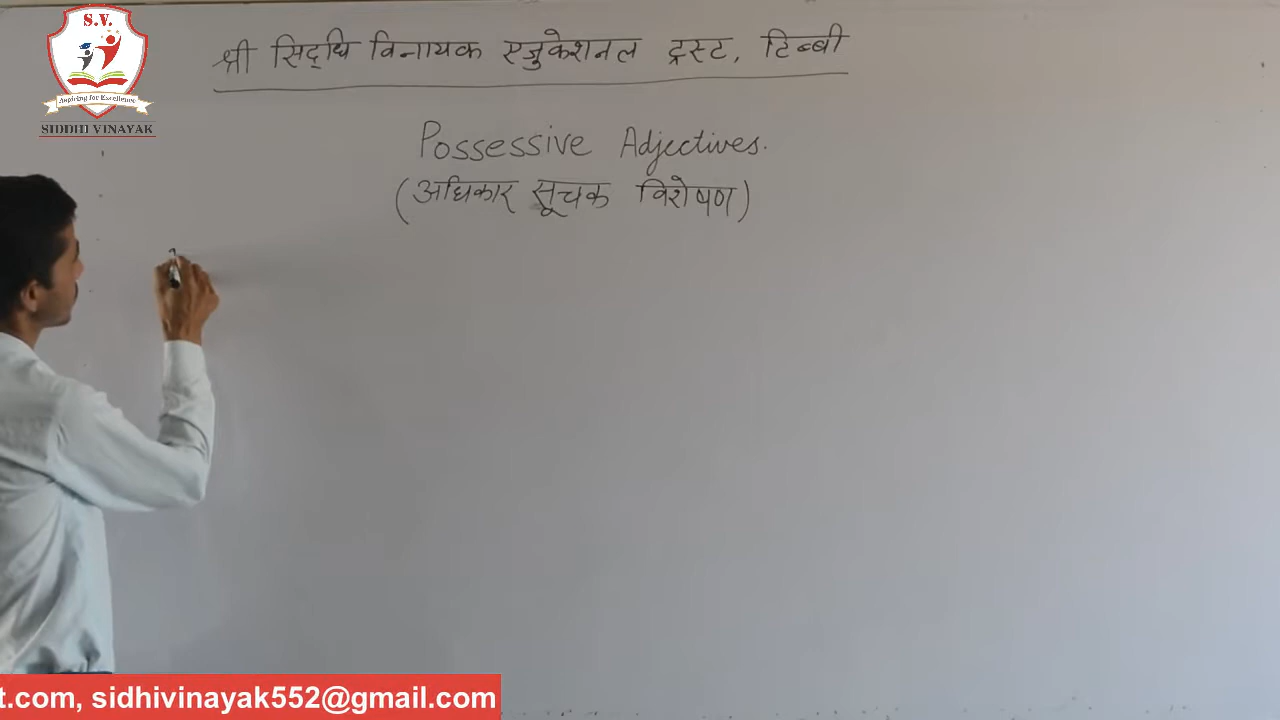 S.V.
Aspiring for Excellence
SIDDHI VINAYAK
श्री सिद्धि विनायक एजुकेशनल ट्रस्ट, टिब्बी
Possessive Adjectives.
(अधिकार सूचक विशेषण)
t.com, sidhivinayak552@gmail.com